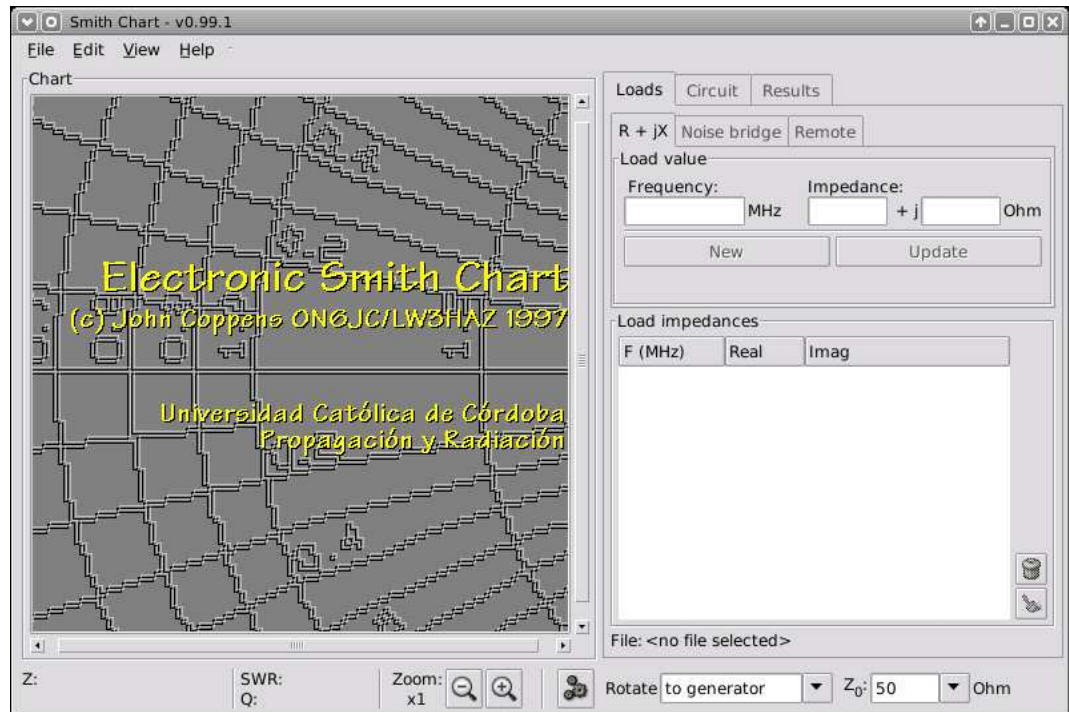 Smith Chart - v0.99.1
File Edit View Help
Chart
Electronic Smith Chart
(c) John Coppens ON6JC/LW3HAZ 1997
Universidad Católica de Córdoba
Propagación y Radiación
0.2
Loads Circuit Results
R + jX Noise bridge Remote
Load value
Frequency: Impedance:
MHz + j Ohm
New Update
Load impedances
F (MHz) Real Imag
File: <no file selected>
Z: SWR: Zoom: Rotate to generator Z0: 50 Ohm
Q: x1